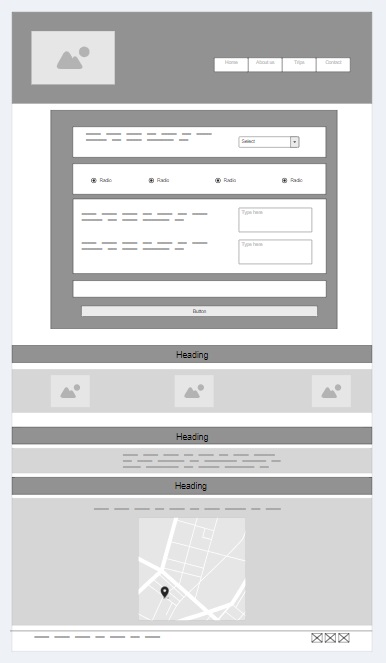 Home About us Trips Contact
Select
Radio Radio Radio Radio
Type here
Type here
Button
Heading
Heading
Heading